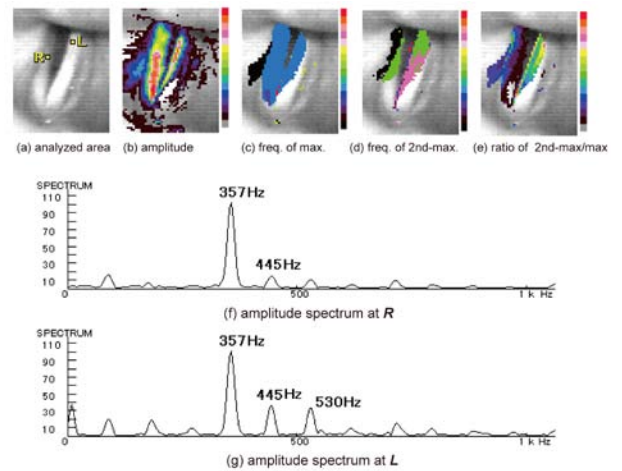 R L
(a) analyzed area (b) amplitude (c) freq. of max. (d) freq. of 2nd-max. (e) ratio of 2nd-max/max
SPECTRUM
110
90
70
50
30
10
357Hz
445Hz
0 500 1 k Hz
(f) amplitude spectrum at R
SPECTRUM
110
90
70
50
30
10
357Hz
445Hz 530Hz
0 500 1 k Hz
(g) amplitude spectrum at L